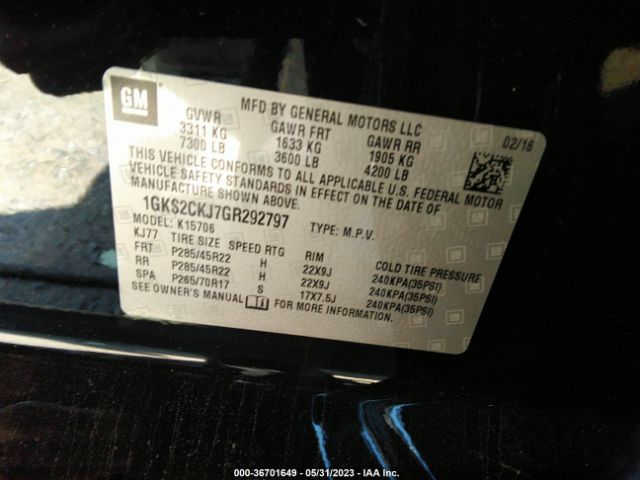 GM
MFD BY GENERAL MOTORS LLC
02/16
GVWR GAWR FRT GAWR RR
3311 KG 1633 KG 1905 KG
7300 LB 3600 LB 4200 LB
THIS VEHICLE CONFORMS TO ALL APPLICABLE U.S. FEDERAL MOTOR
VEHICLE SAFETY STANDARDS IN EFFECT ON THE DATE OF
MANUFACTURE SHOWN ABOVE.
1GKS2CKJ7GR292797 TYPE: M.P.V.
MODEL: K15706
KJ77 TIRE SIZE SPEED RTG RIM COLD TIRE PRESSURE
FRT P285/45R22 H 22X9J 240KPA(35PSI)
RR P285/45R22 H 22X9J 240KPA(35PSI)
SPA P265/70R17 S 17X7.5J 240KPA(35PSI)
SEE OWNER'S MANUAL FOR MORE INFORMATION.
000-36701649 - 05/31/2023 - IAA Inc.